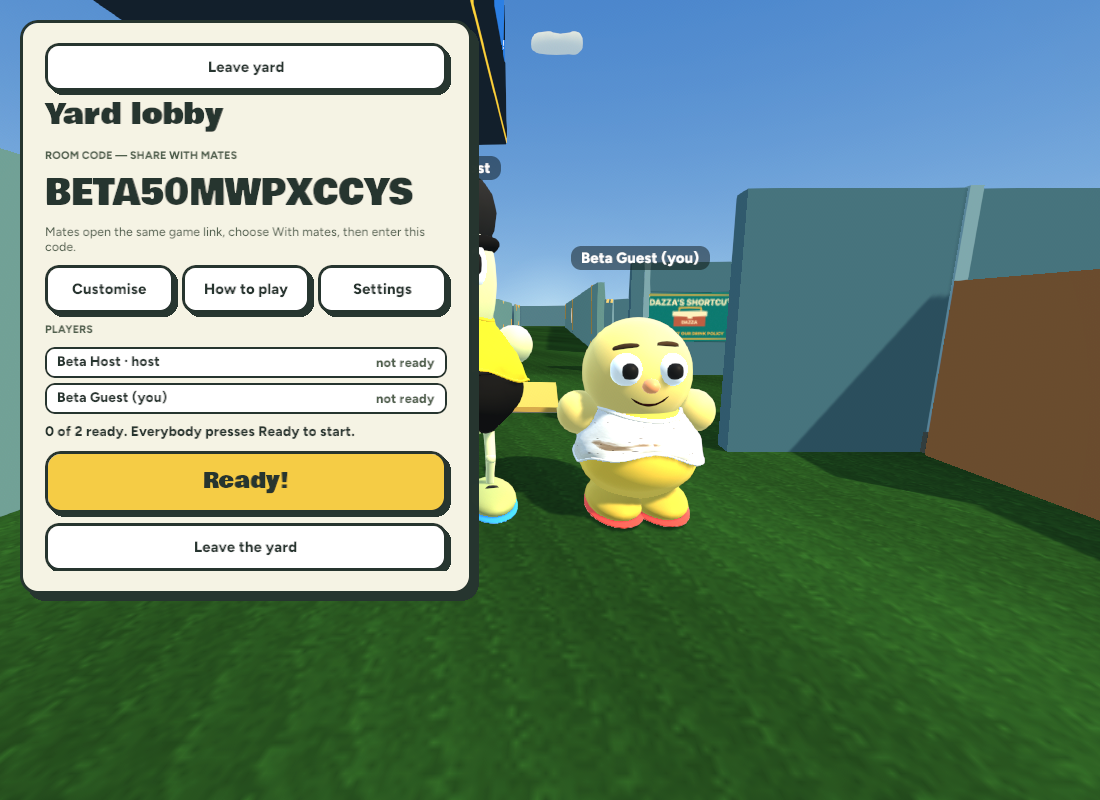 Leave yard
Yard lobby
ROOM CODE — SHARE WITH MATES
BETA50MWPXCCYS
Mates open the same game link, choose With mates, then enter this
code.
Customise
How to play
Settings
PLAYERS
Beta Host · host
not ready
Beta Guest (you)
not ready
0 of 2 ready. Everybody presses Ready to start.
Ready!
Leave the yard
st
Beta Guest (you)
DAZZA'S SHORTCUT